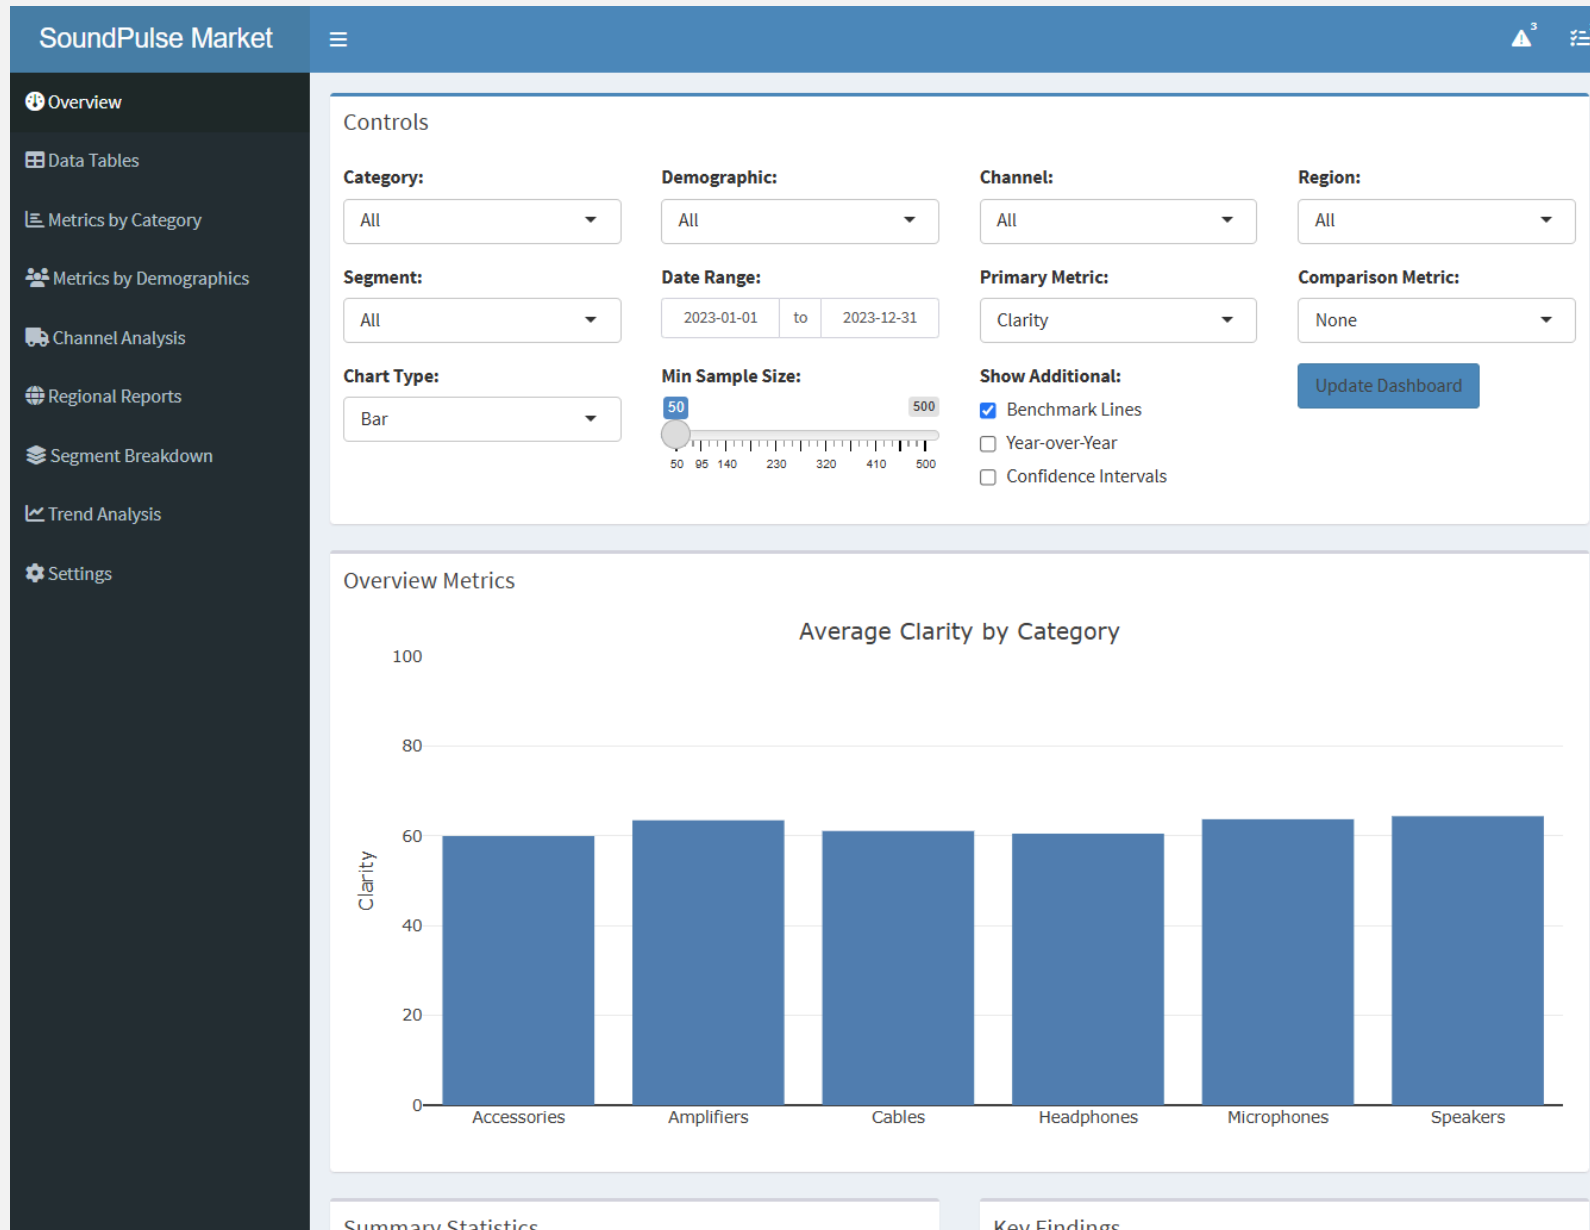 SoundPulse Market
3
Overview
Data Tables
Metrics by Category
Metrics by Demographics
Channel Analysis
Regional Reports
Segment Breakdown
Trend Analysis
Settings
Controls
Category: Demographic: Channel: Region:
All All All All
Segment: Date Range: Primary Metric: Comparison Metric:
All 2023-01-01 to 2023-12-31 Clarity None
Chart Type: Min Sample Size: Show Additional:
Bar
50 500
50 95 140 230 320 410 500
Benchmark Lines
Year-over-Year
Confidence Intervals
Update Dashboard
Overview Metrics
Average Clarity by Category
100
80
60
40
20
0
Clarity
Accessories Amplifiers Cables Headphones Microphones Speakers
Summary Statistics Key Findings